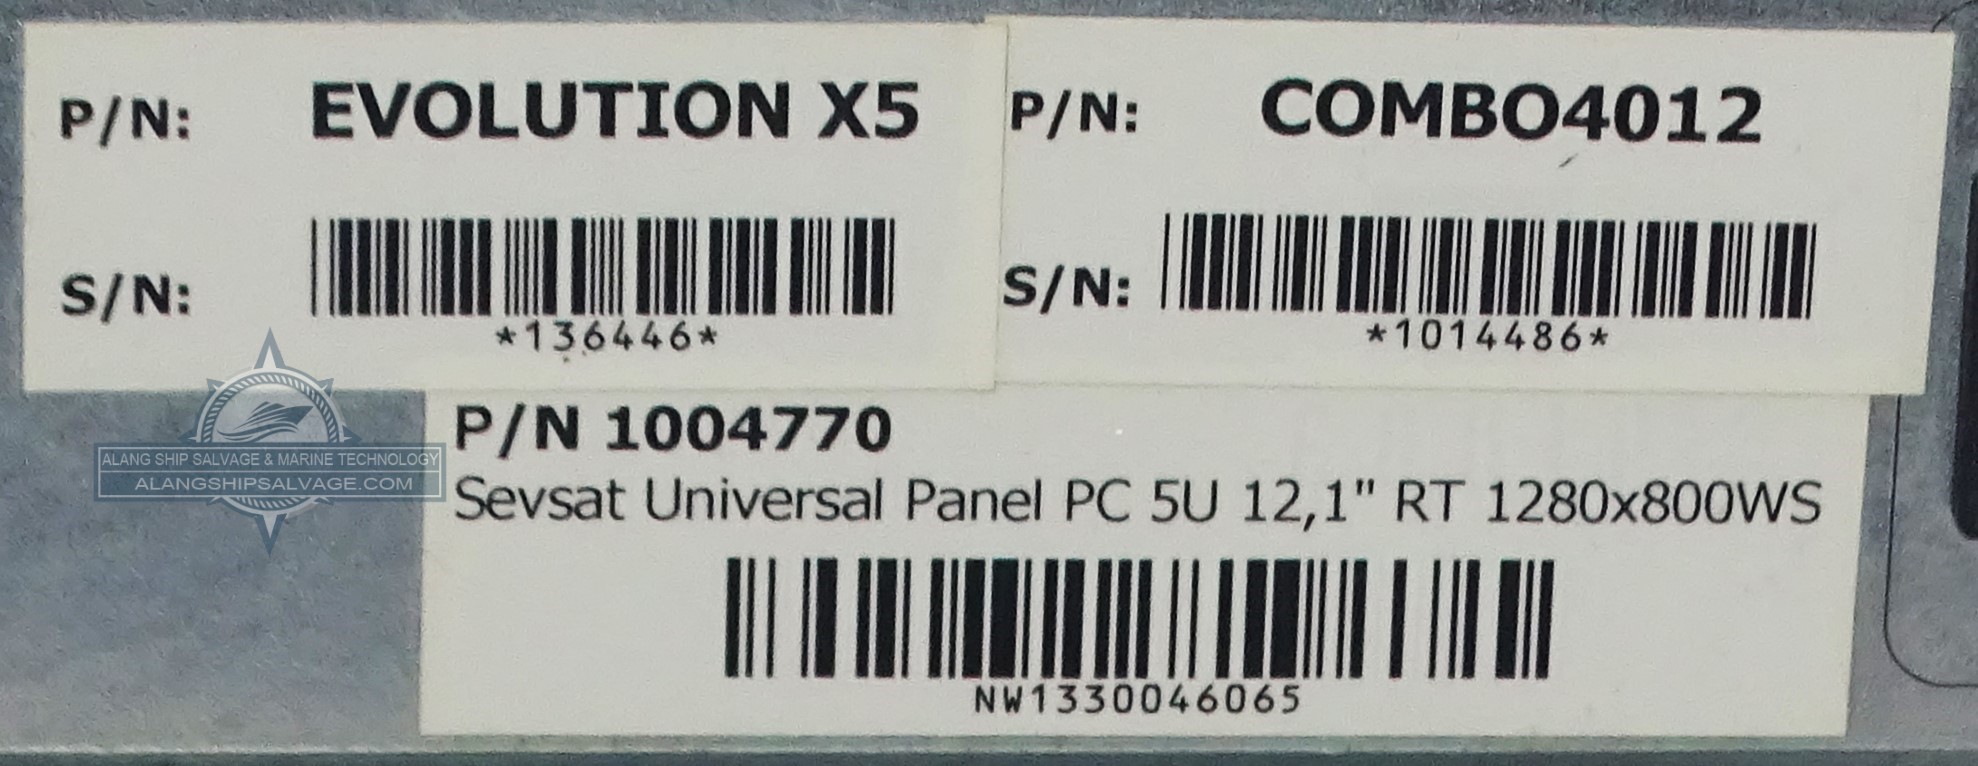 P/N: EVOLUTION X5
S/N:
*136446*
P/N: COMBO4012
S/N:
*1014486*
P/N 1004770
Sevsat Universal Panel PC 5U 12,1" RT 1280x800WS
NW1330046065
ALANG SHIP SALVAGE & MARINE TECHNOLOGY
ALANGSHIPSALVAGE.COM